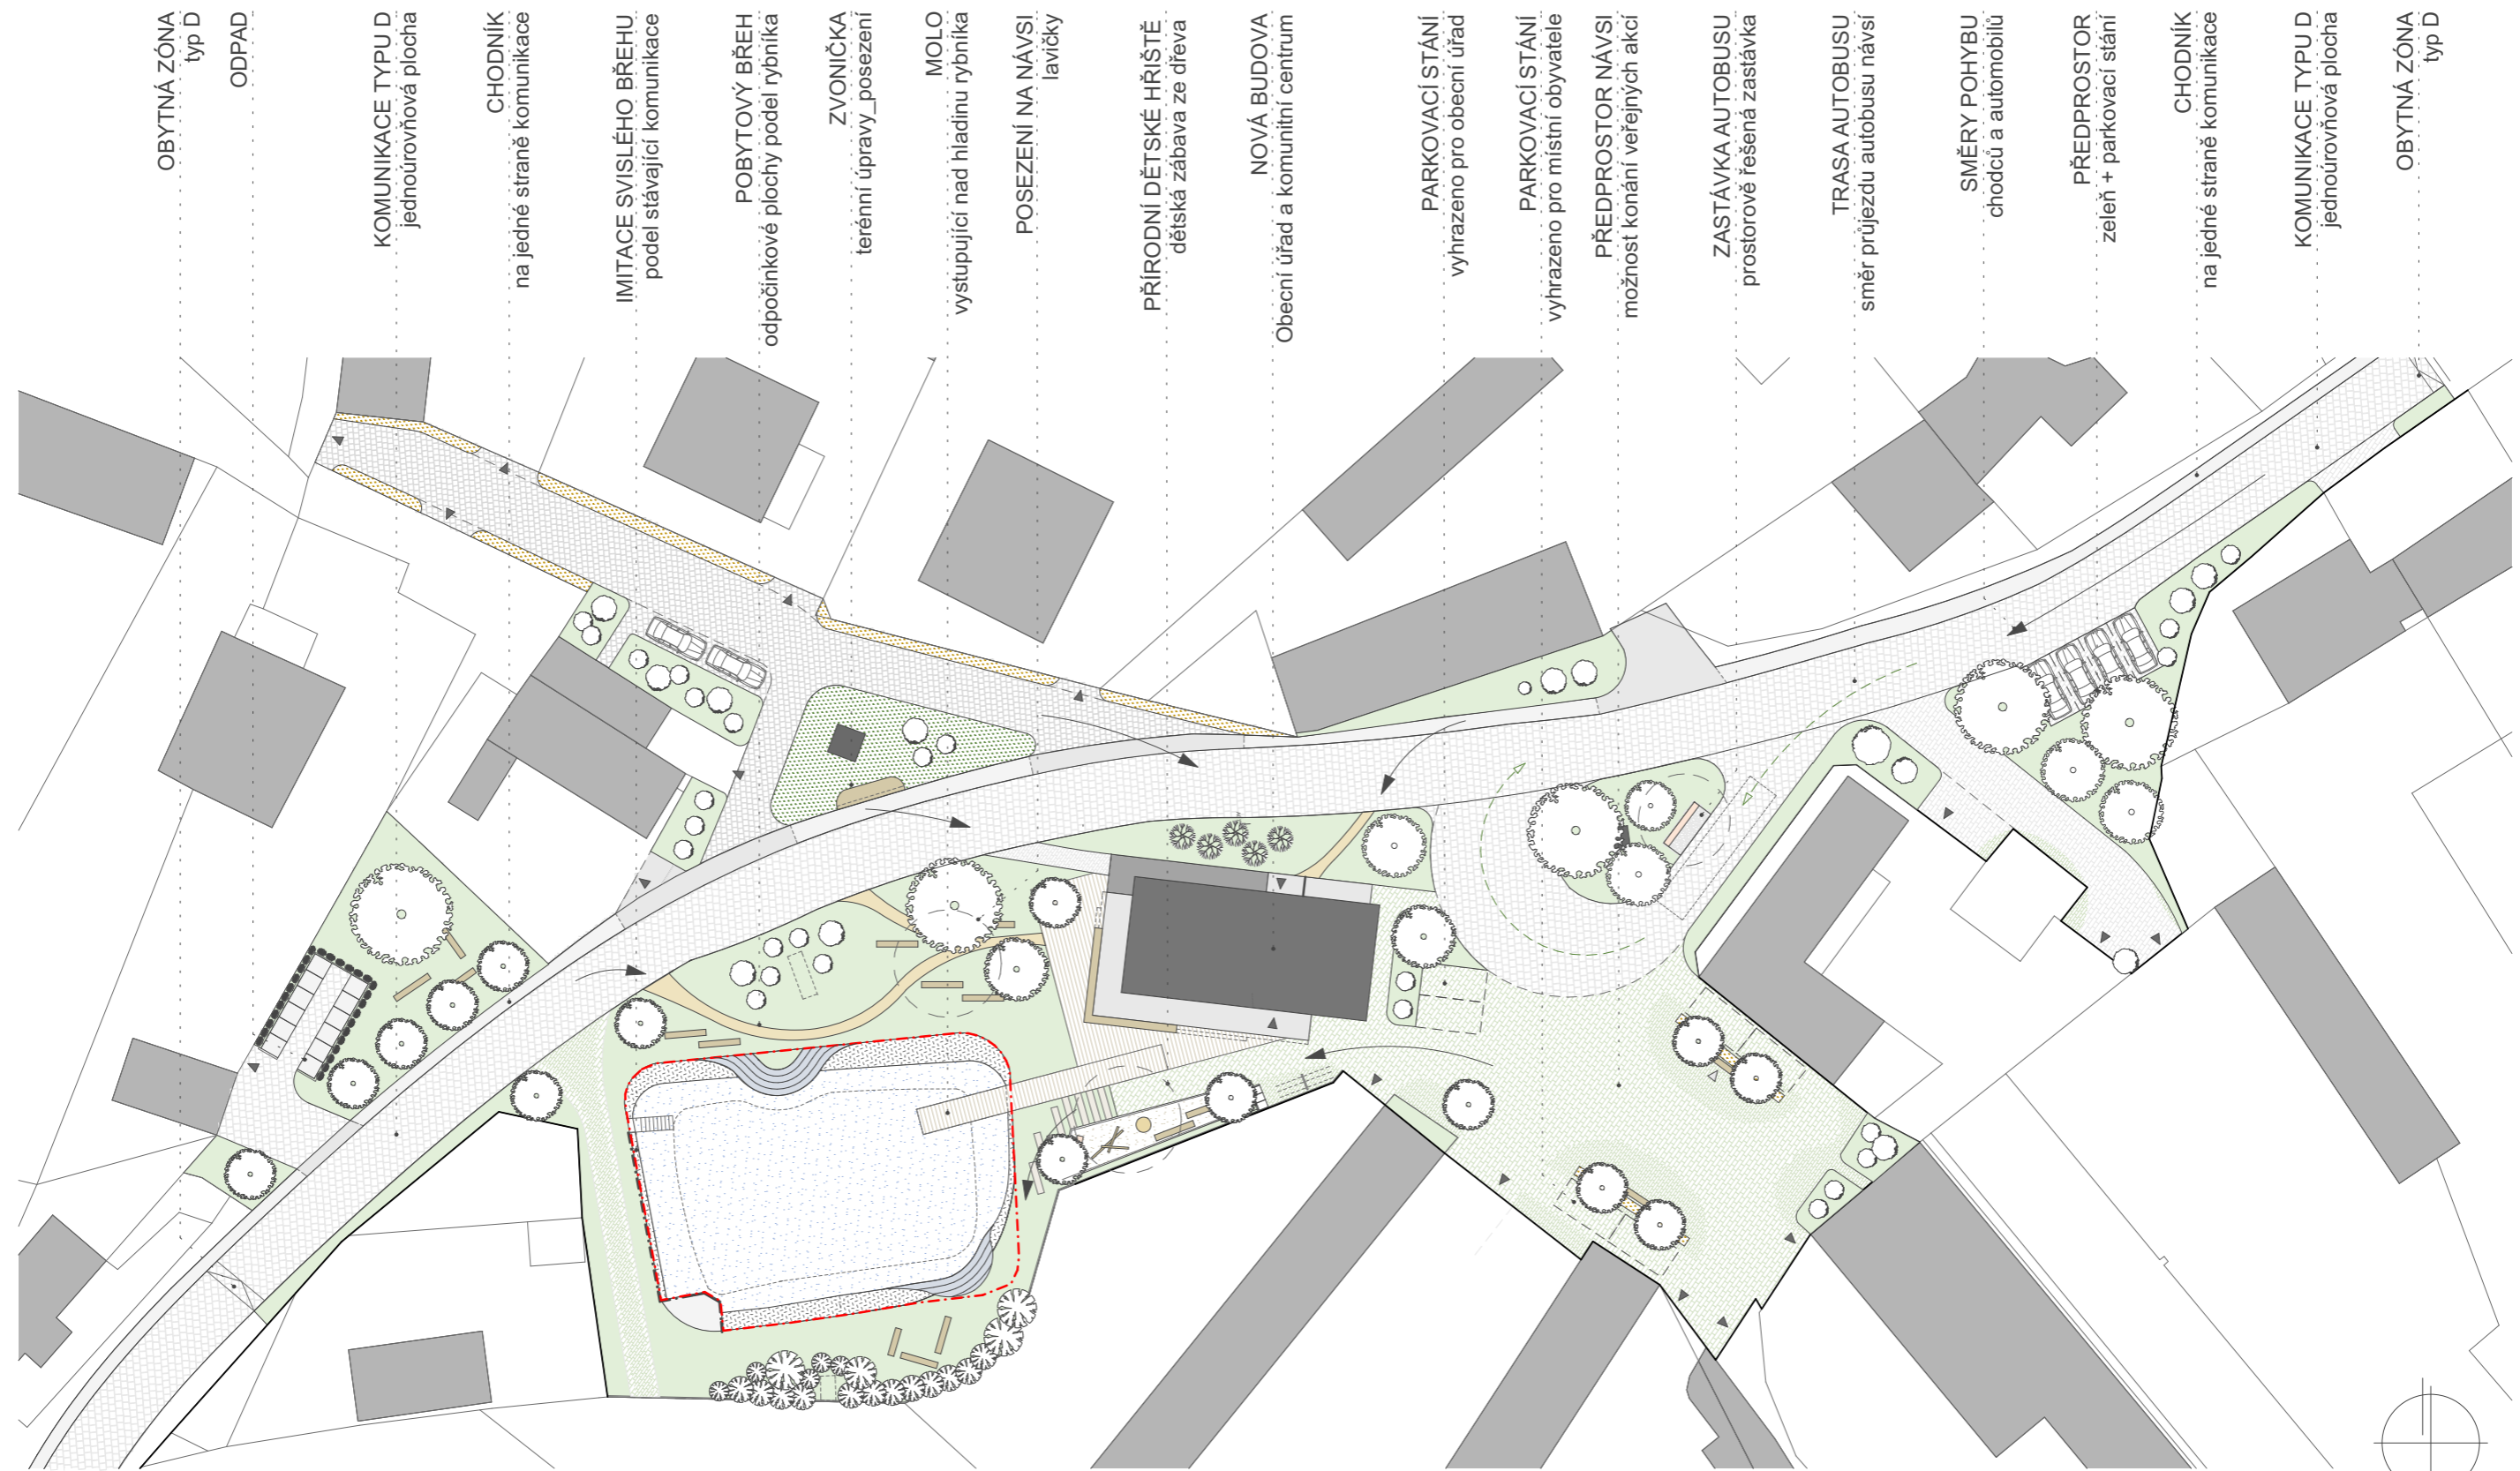 OBYTNÁ ZÓNA
typ D
ODPAD
KOMUNIKACE TYPU D
jednoúrovňová plocha
CHODNÍK
na jedné straně komunikace
IMITACE SVISLÉHO BŘEHU
podel stávající komunikace
POBYTOVÝ BŘEH
odpočinkové plochy podel rybníka
ZVONIČKA
terénní úpravy_posezení
MOLO
vystupující nad hladinu rybníka
POSEZENÍ NA NÁVSI
lavičky
PŘÍRODNÍ DĚTSKÉ HŘIŠTĚ
dětská zábava ze dřeva
NOVÁ BUDOVA
Obecní úřad a komunitní centrum
PARKOVACÍ STÁNÍ
vyhrazeno pro obecní úřad
PARKOVACÍ STÁNÍ
vyhrazeno pro místní obyvatele
PŘEDPROSTOR NÁVSI
možnost konání veřejných akcí
ZASTÁVKA AUTOBUSU
prostorově řešená zastávka
TRASA AUTOBUSU
směr průjezdu autobusu návsí
SMĚRY POHYBU
chodců a automobilů
PŘEDPROSTOR
zeleň + parkovací stání
CHODNÍK
na jedné straně komunikace
KOMUNIKACE TYPU D
jednoúrovňová plocha
OBYTNÁ ZÓNA
typ D